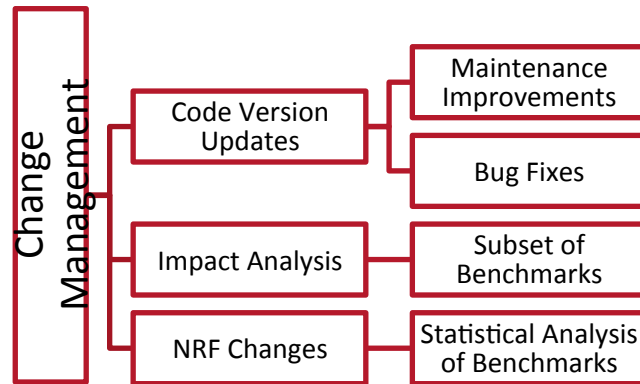 Change
Management
Code Version
Updates
Maintenance
Improvements
Bug Fixes
Impact Analysis
Subset of
Benchmarks
NRF Changes
Statistical Analysis
of Benchmarks